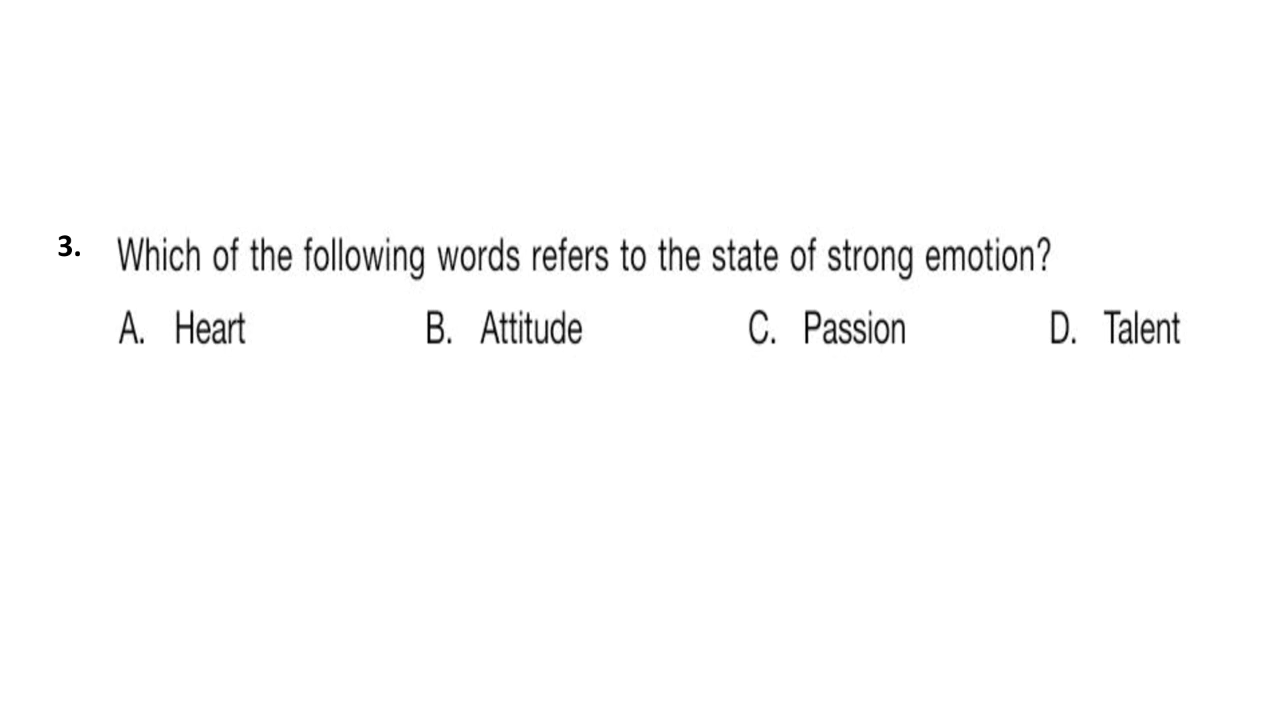 3. Which of the following words refers to the state of strong emotion?
A. Heart B. Attitude C. Passion D. Talent